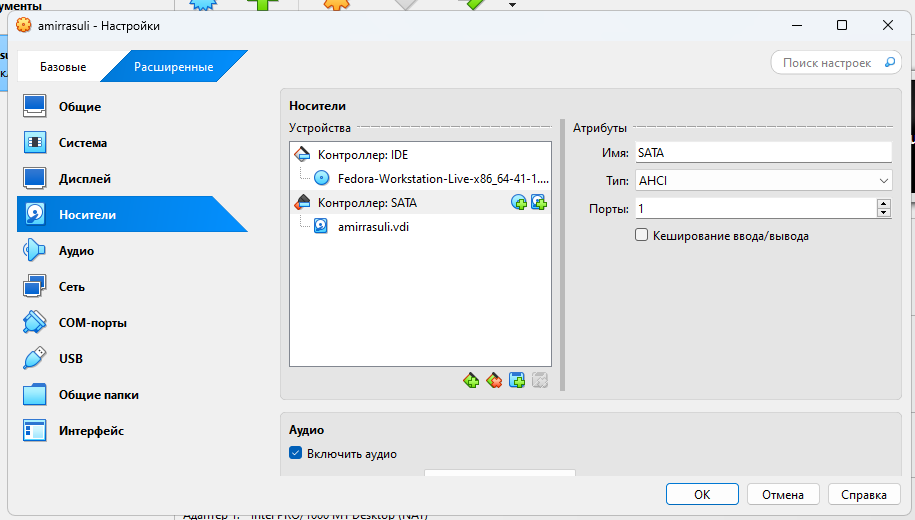 ументы
amirrasuli - Настройки
Базовые
Расширенные
Поиск настроек
Общие
Система
Дисплей
Носители
Аудио
Сеть
COM-порты
USB
Общие папки
Интерфейс
Носители
Устройства
Контроллер: IDE
Fedora-Workstation-Live-x86_64-41-1....
Контроллер: SATA
amirrasuli.vdi
Атрибуты
Имя: SATA
Тип: AHCI
Порты: 1
Кеширование ввода/вывода
Аудио
Включить аудио
OK
Отмена
Справка